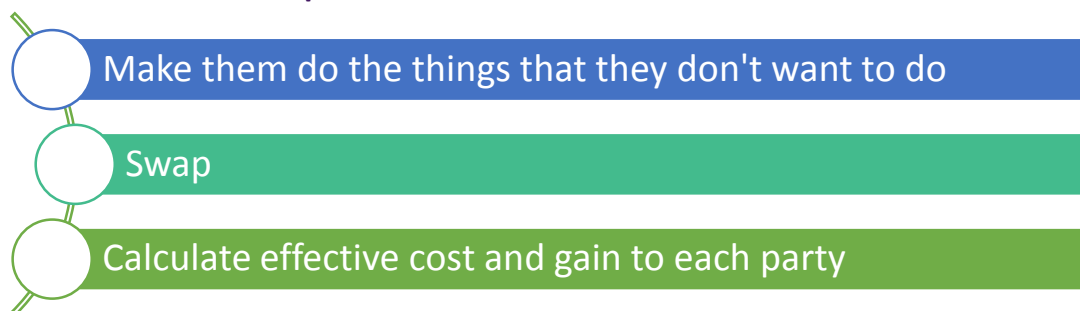 Make them do the things that they don't want to do
Swap
Calculate effective cost and gain to each party